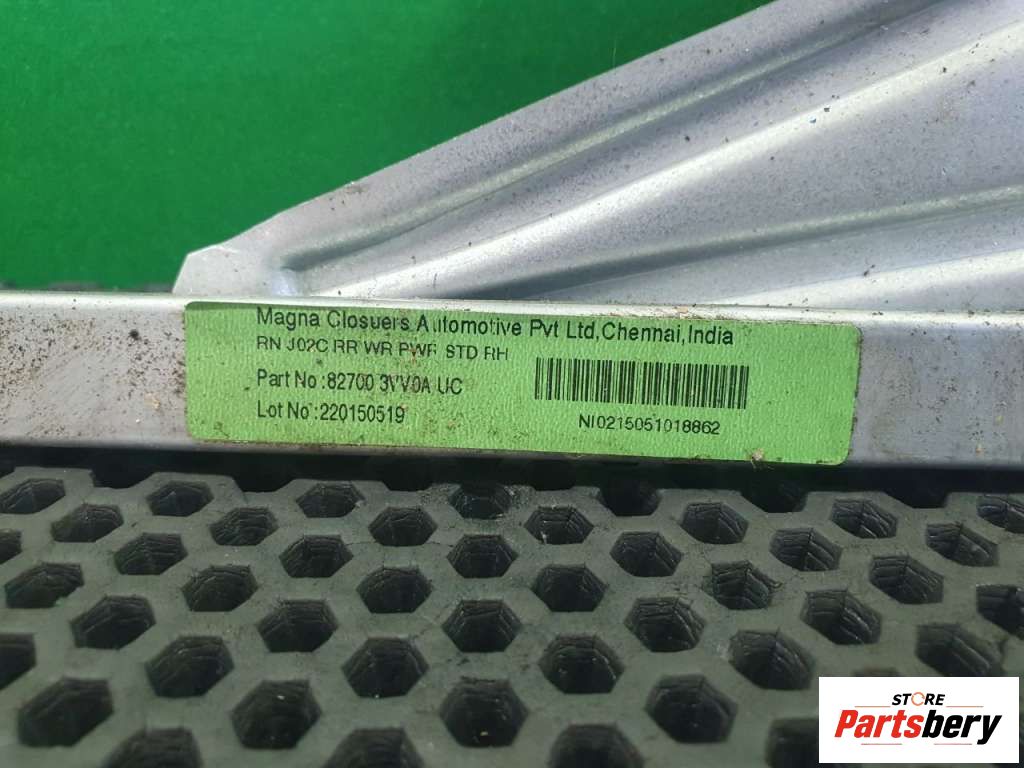 Magna Closuers Automotive Pvt Ltd,Chennai,India
RN J02C RR WR PWR STD RH
Part No :82700 3VV0A UC
Lot No :220150519
NI0215051018862
STORE
Partsbery